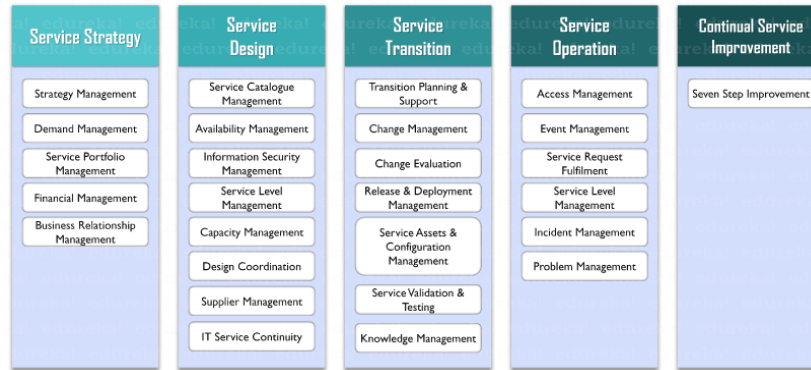 Service Strategy
Strategy Management
Demand Management
Service Portfolio
Management
Financial Management
Business Relationship
Management
Service
Design
Service Catalogue
Management
Availability Management
Information Security
Management
Service Level
Management
Capacity Management
Design Coordination
Supplier Management
IT Service Continuity
Service
Transition
Transition Planning &
Support
Change Management
Change Evaluation
Release & Deployment
Management
Service Assets &
Configuration
Management
Service Validation &
Testing
Knowledge Management
Service
Operation
Access Management
Event Management
Service Request
Fulfilment
Service Level
Management
Incident Management
Problem Management
Continual Service
Improvement
Seven Step Improvement